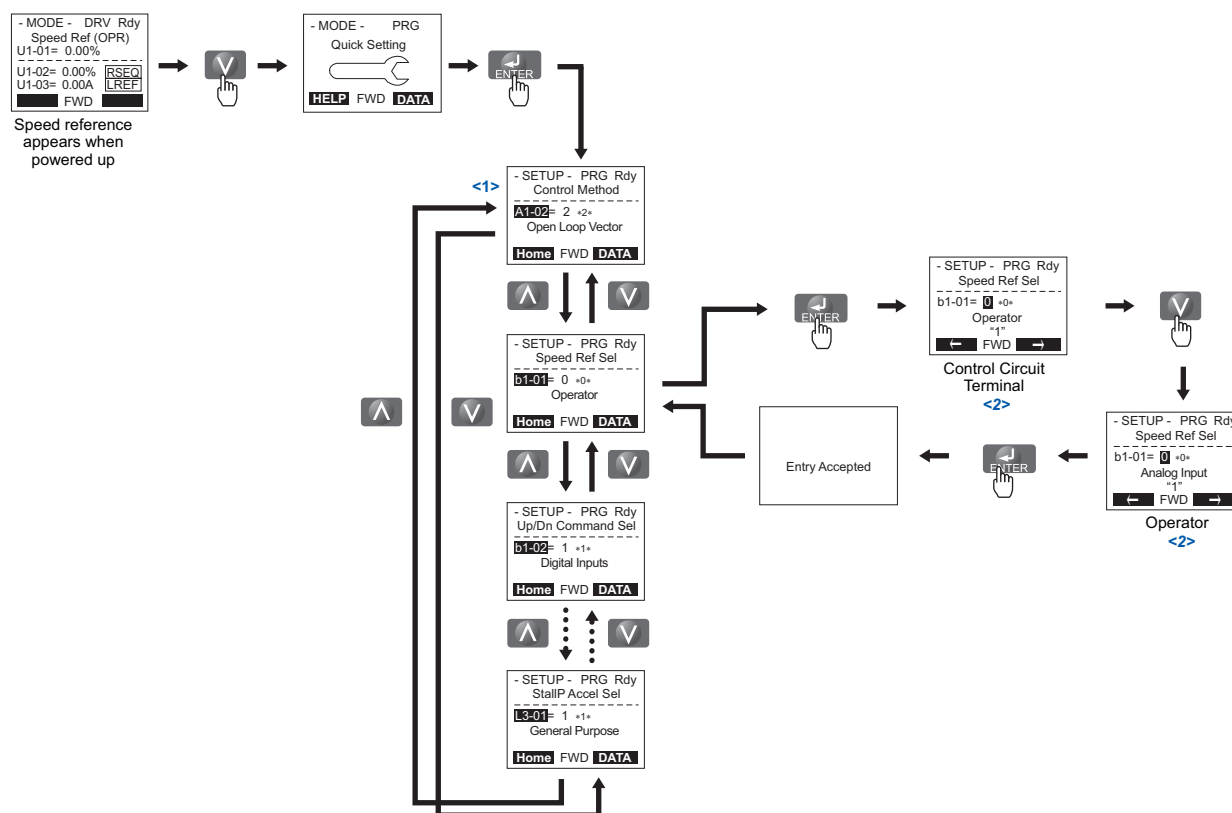 - MODE - DRV Rdy
Speed Ref (OPR)
U1-01= 0.00%
U1-02= 0.00% RSEQ
U1-03= 0.00A LREF
FWD
Speed reference
appears when
powered up
- MODE - PRG
Quick Setting
HELP FWD DATA
ENTER
<1>
- SETUP - PRG Rdy
Control Method
A1-02= 2 *2*
Open Loop Vector
Home FWD DATA
- SETUP - PRG Rdy
Speed Ref Sel
b1-01= 0 *0*
Operator
Home FWD DATA
- SETUP - PRG Rdy
Up/Dn Command Sel
b1-02= 1 *1*
Digital Inputs
Home FWD DATA
- SETUP - PRG Rdy
StallP Accel Sel
L3-01= 1 *1*
General Purpose
Home FWD DATA
ENTER
- SETUP - PRG Rdy
Speed Ref Sel
b1-01= 0 *0*
Operator
“1”
← FWD →
Control Circuit
Terminal
<2>
- SETUP - PRG Rdy
Speed Ref Sel
b1-01= 0 *0*
Analog Input
“1”
← FWD →
Operator
<2>
ENTER
Entry Accepted